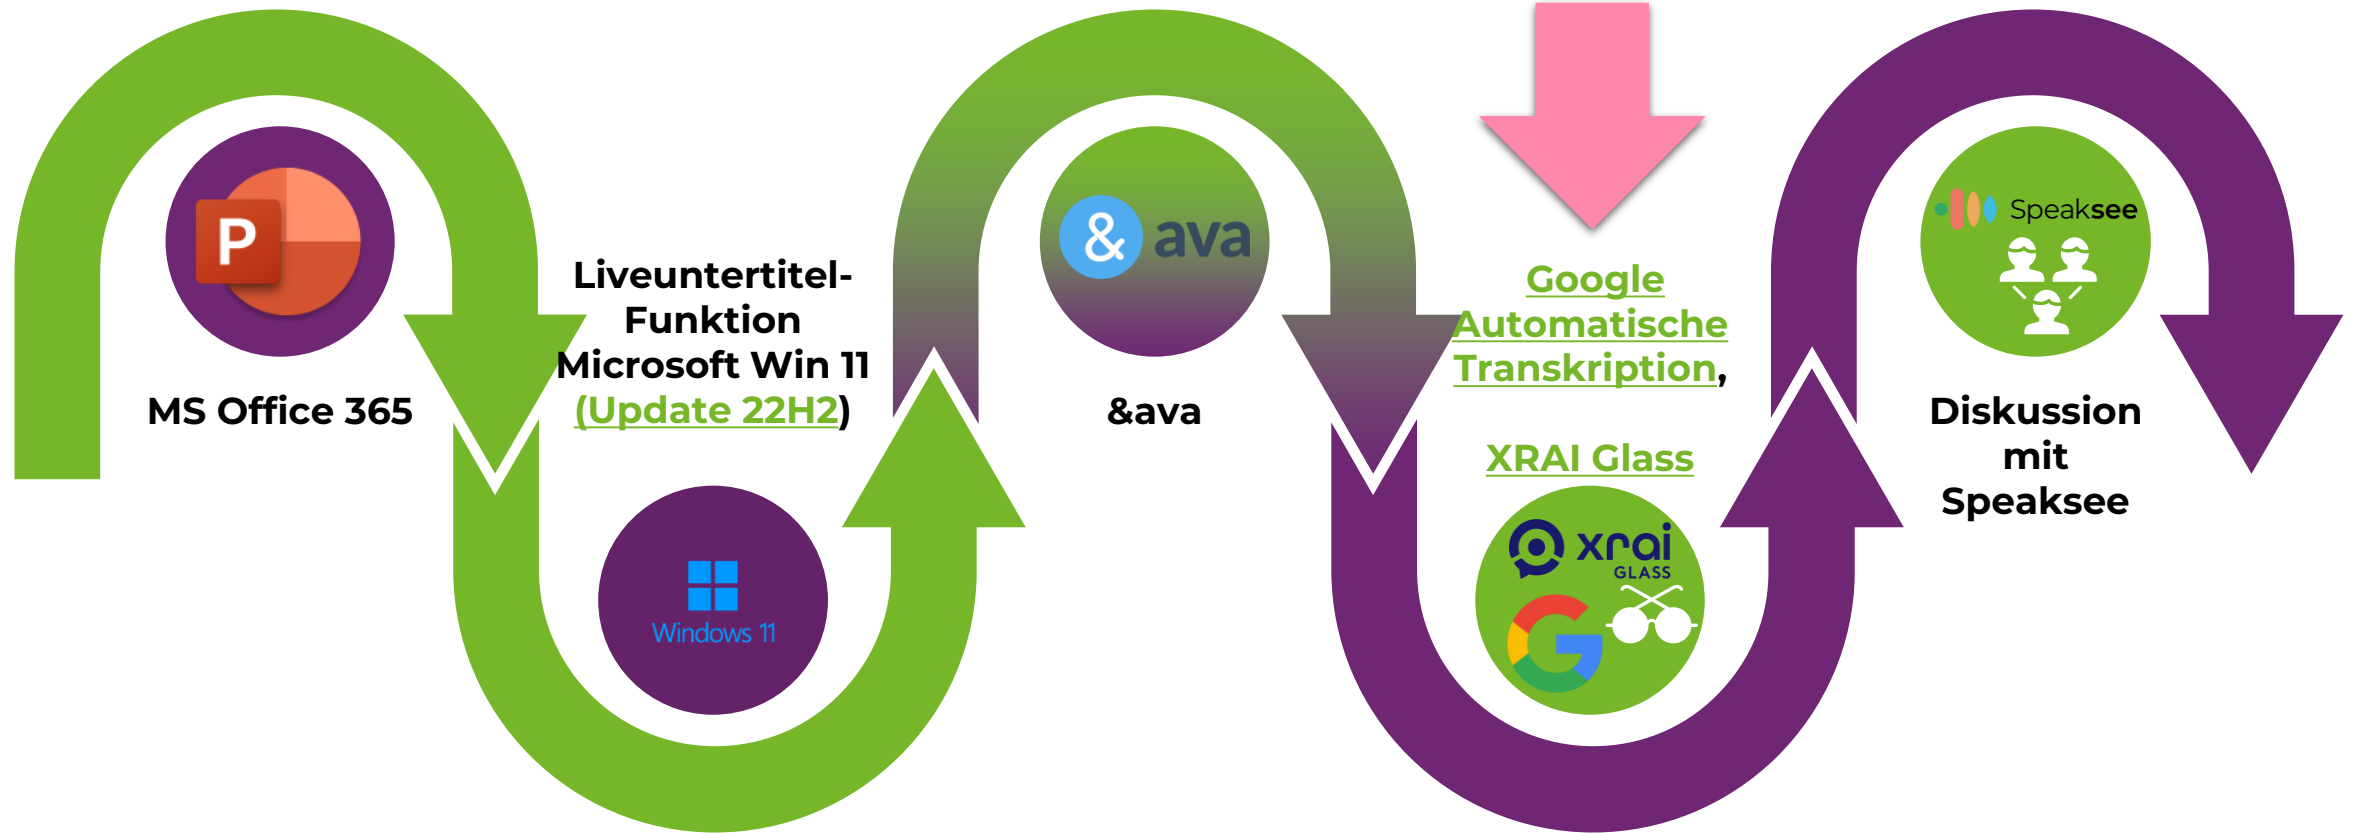 P
MS Office 365
Liveuntertitel-
Funktion
Microsoft Win 11
(Update 22H2)
Windows 11
& ava
&ava
Google
Automatische
Transkription,
XRAI Glass
xrai
GLASS
G
Speaksee
Diskussion
mit
Speaksee